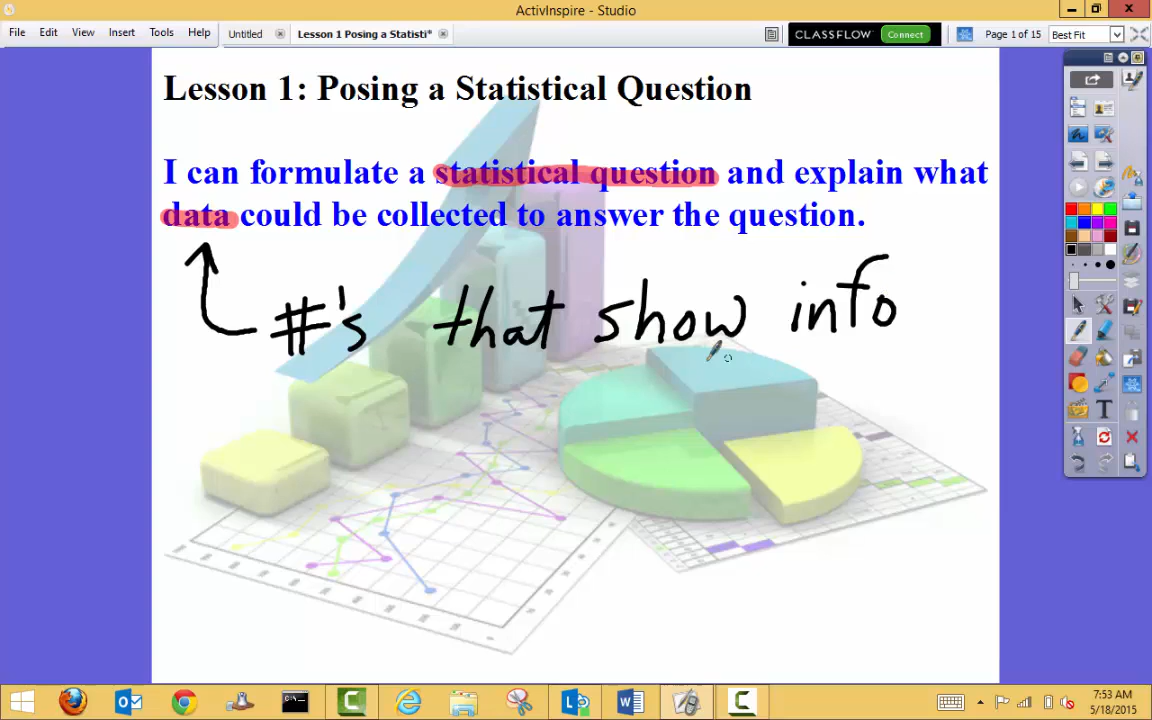 ActivInspire - Studio
File Edit View Insert Tools Help
Untitled
Lesson 1 Posing a Statisti*
CLASSFLOW Connect
Page 1 of 15
Best Fit
Lesson 1: Posing a Statistical Question
I can formulate a statistical question and explain what
data could be collected to answer the question.
#'s that show info
7:53 AM
5/18/2015